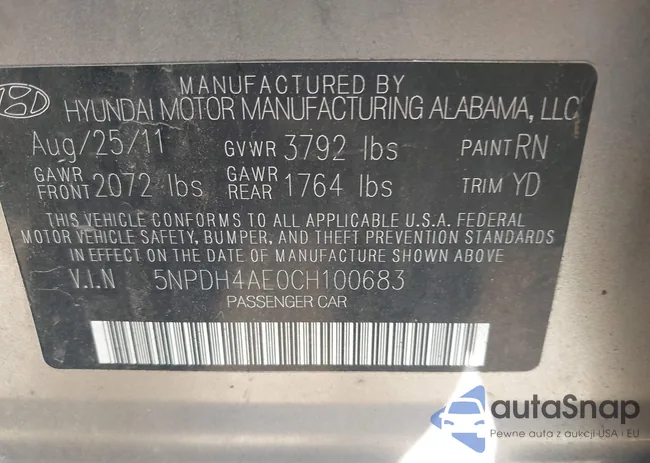 MANUFACTURED BY
HYUNDAI MOTOR MANUFACTURING ALABAMA, LLC
Aug/25/11 GVWR 3792 lbs PAINT RN
GAWR FRONT 2072 lbs GAWR REAR 1764 lbs TRIM YD
THIS VEHICLE CONFORMS TO ALL APPLICABLE U.S.A. FEDERAL
MOTOR VEHICLE SAFETY, BUMPER, AND THEFT PREVENTION STANDARDS
IN EFFECT ON THE DATE OF MANUFACTURE SHOWN ABOVE
V.I.N 5NPDH4AE0CH100683
PASSENGER CAR
autoSnap
Pewne auta z aukcji USA i EU